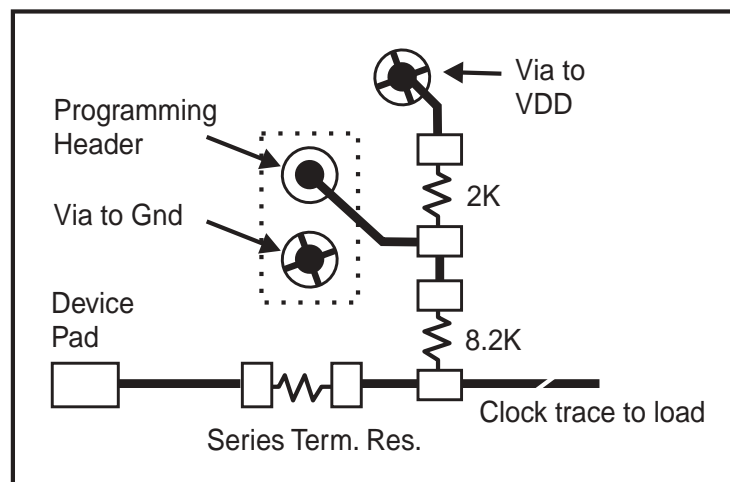 Via to
VDD
Programming
Header
2K
Via to Gnd
Device
Pad
8.2K
Clock trace to load
Series Term. Res.